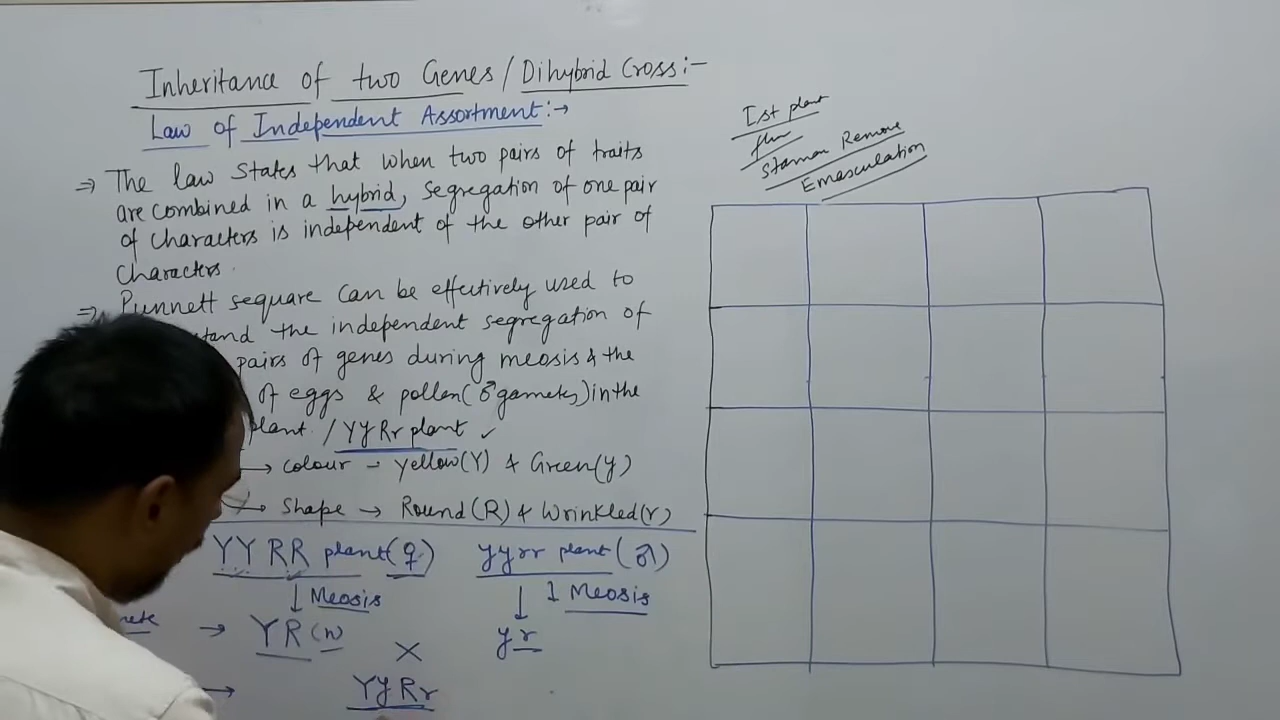 Inheritance of two Genes / Dihybrid Cross :-
Law of Independent Assortment :→
⇒ The law States that when two pairs of traits
are combined in a hybrid, segregation of one pair
of characters is independent of the other pair of
characters.
⇒ Punnett sequare can be effectively used to
the independent segregation of
pairs of genes during meosis & the
of eggs & pollen (♂ gametes) in the
plant / YyRr plant ✓
→ colour - yellow (Y) & Green (y)
→ Shape → Round (R) & Wrinkled (r)
YYRR plant (♀) yyrr plant (♂)
↓ Meosis ↓ Meosis
→ YR (n) × yr
→ YyRr
Ist plant
Stamen Remove
Emasculation